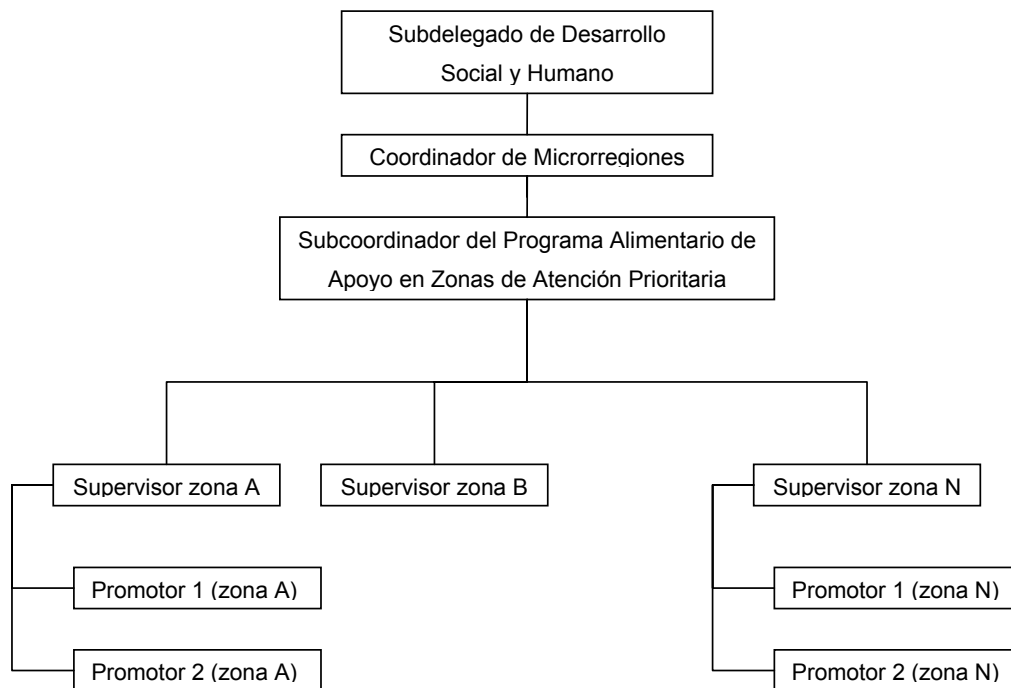 Subdelegado de Desarrollo
Social y Humano
Coordinador de Microrregiones
Subcoordinador del Programa Alimentario de
Apoyo en Zonas de Atención Prioritaria
Supervisor zona A
Supervisor zona B
Supervisor zona N
Promotor 1 (zona A)
Promotor 1 (zona N)
Promotor 2 (zona A)
Promotor 2 (zona N)